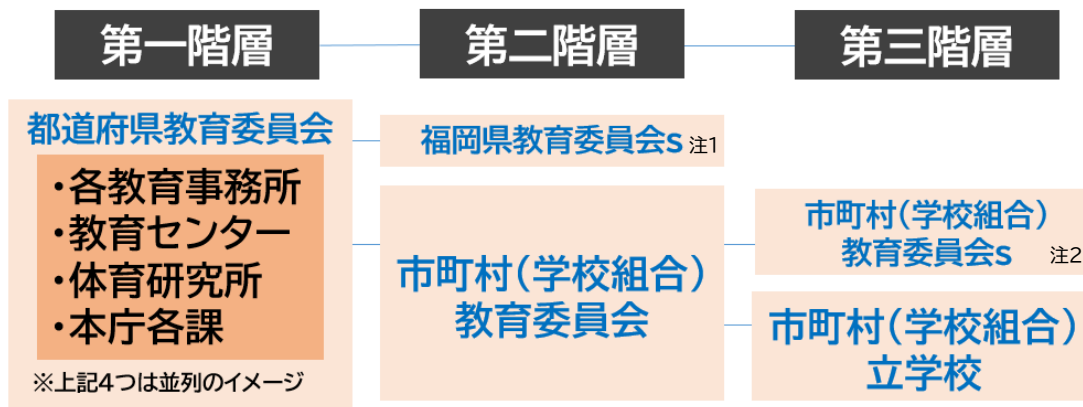 第一階層
第二階層
第三階層
都道府県教育委員会
・各教育事務所
・教育センター
・体育研究所
・本庁各課
※上記4つは並列のイメージ
福岡県教育委員会s 注1
市町村（学校組合）
教育委員会
市町村（学校組合）
教育委員会s 注2
市町村（学校組合）
立学校